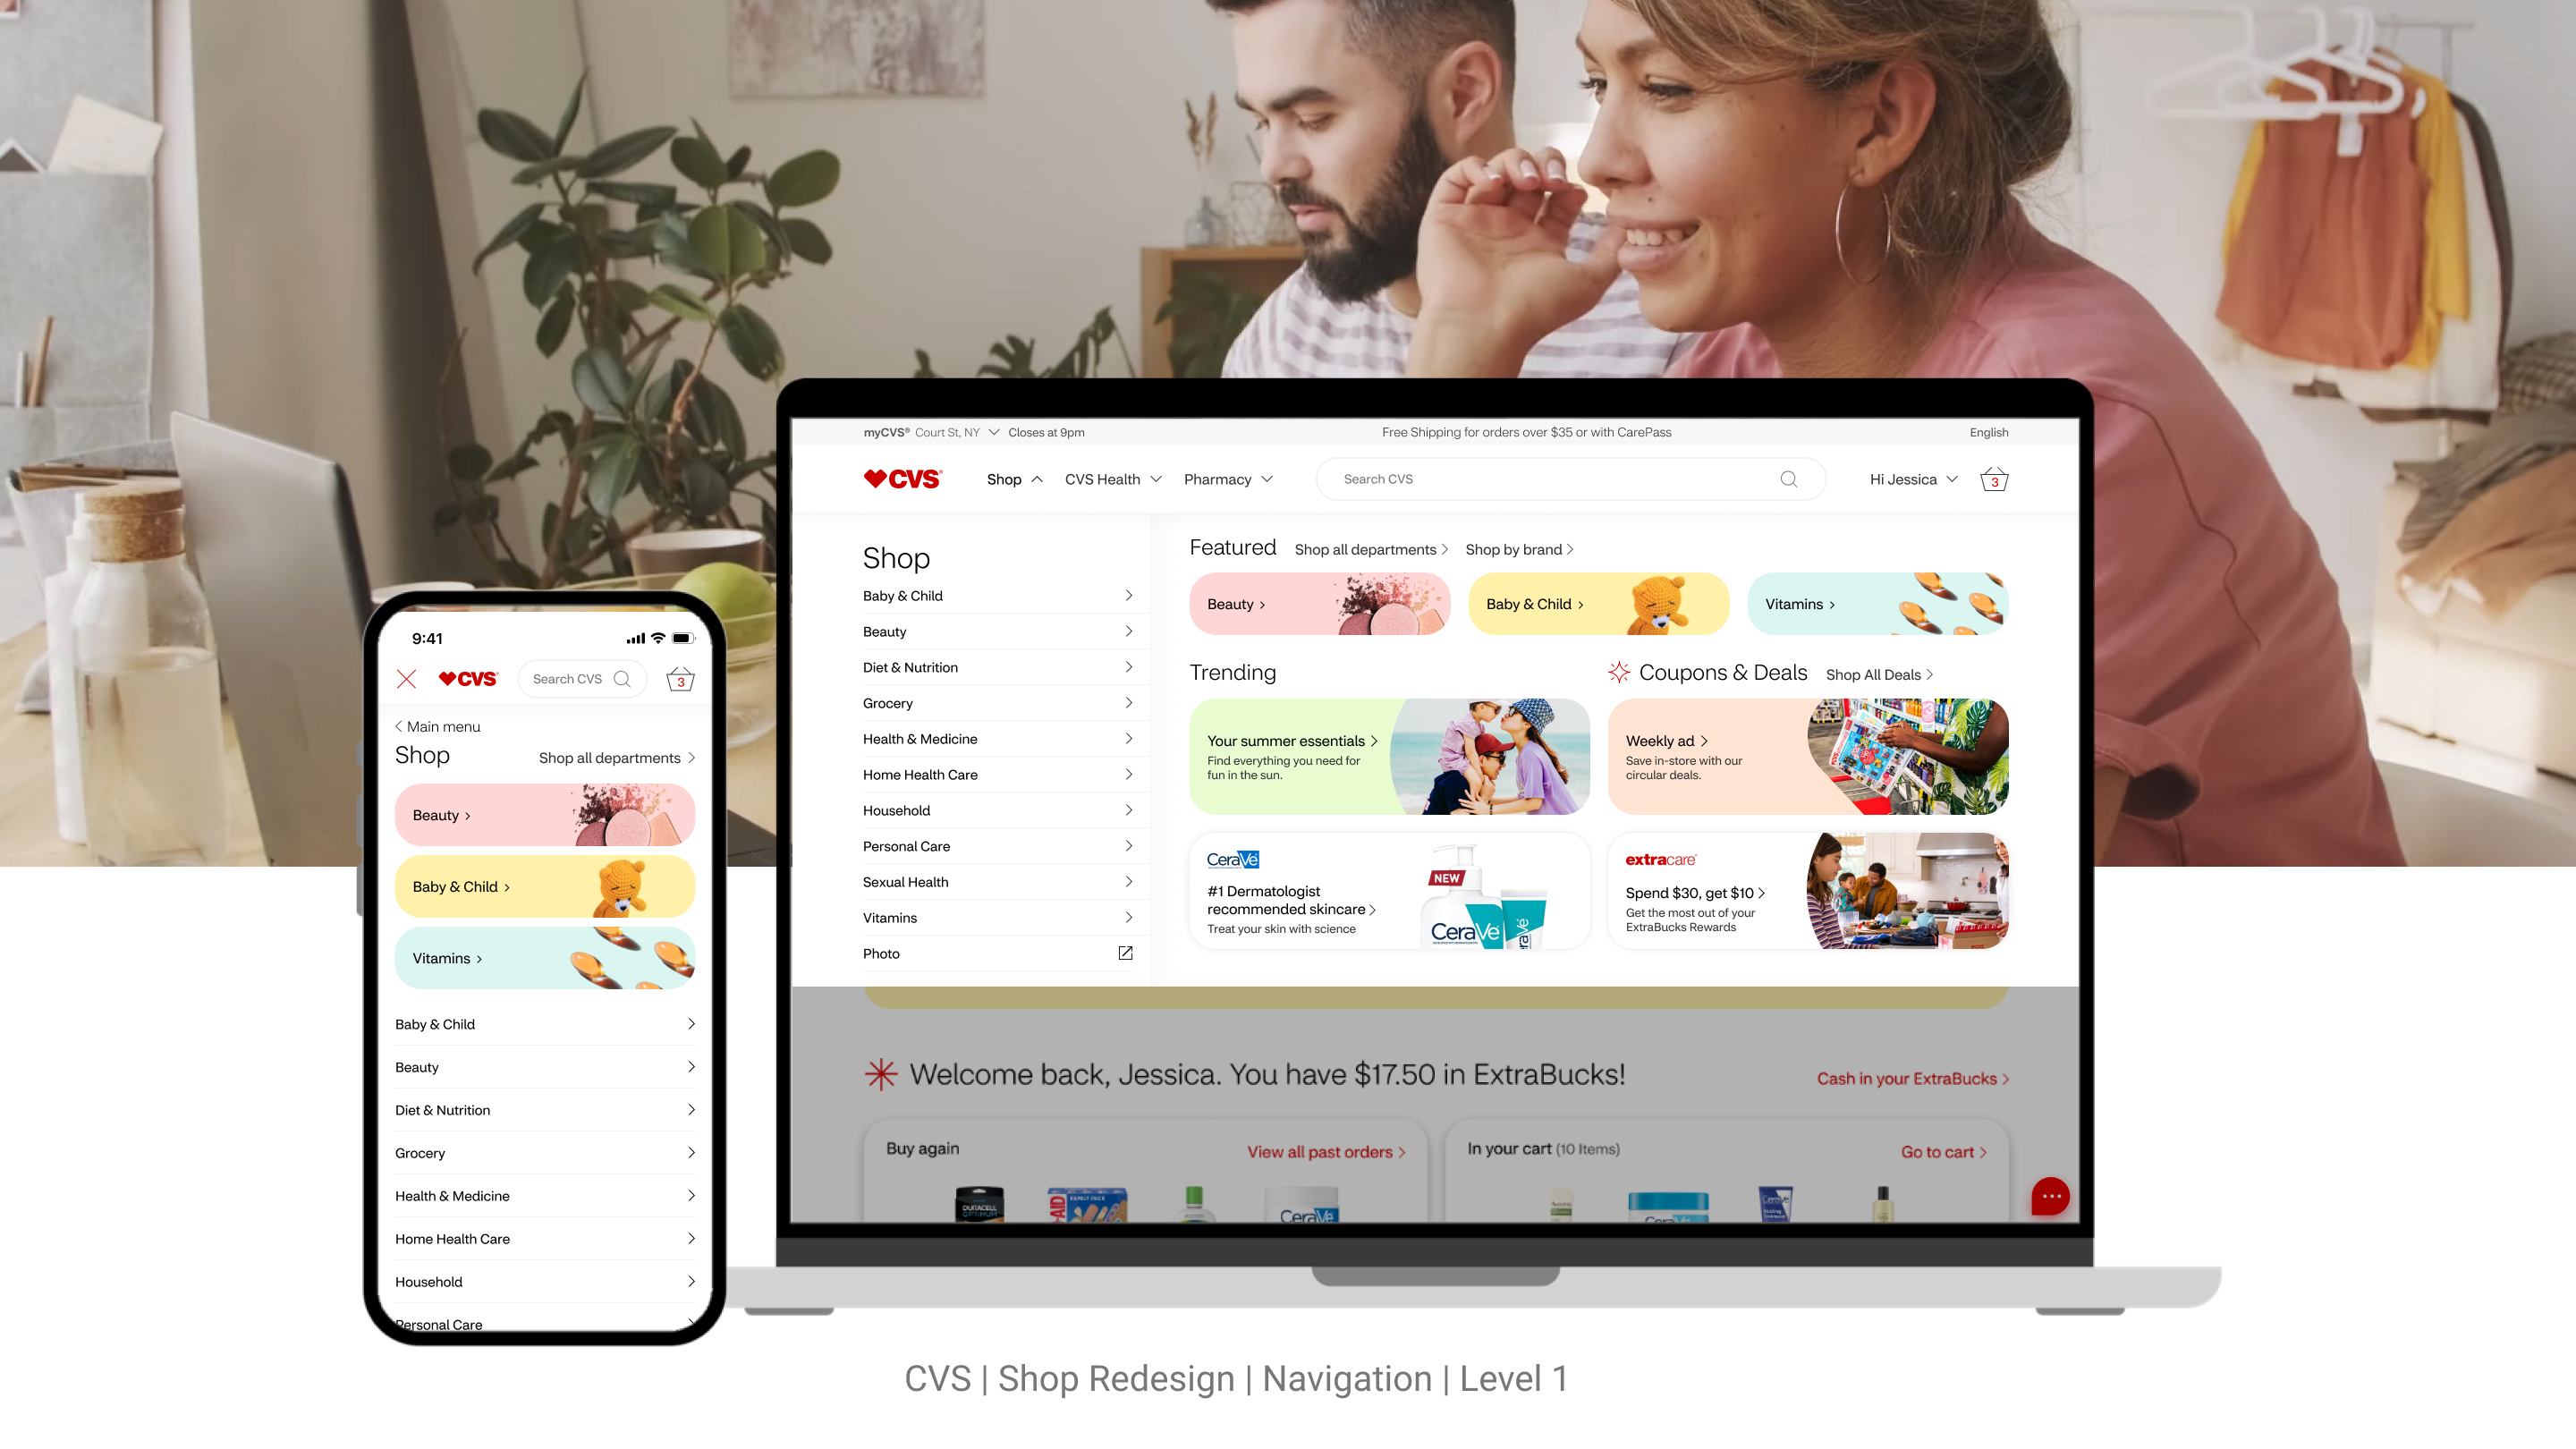 9:41
CVS
Search CVS
3
Main menu
Shop
Shop all departments
Beauty
Baby & Child
Vitamins
Baby & Child
Beauty
Diet & Nutrition
Grocery
Health & Medicine
Home Health Care
Household
Personal Care
myCVS® Court St, NY Closes at 9pm
Free Shipping for orders over $35 or with CarePass
English
CVS®
Shop
CVS Health
Pharmacy
Search CVS
Hi Jessica
3
Shop
Baby & Child
Beauty
Diet & Nutrition
Grocery
Health & Medicine
Home Health Care
Household
Personal Care
Sexual Health
Vitamins
Photo
Featured
Shop all departments
Shop by brand
Beauty
Baby & Child
Vitamins
Trending
Your summer essentials
Find everything you need for
fun in the sun.
CeraVe
#1 Dermatologist
recommended skincare
Treat your skin with science
NEW
CeraVe
Coupons & Deals
Shop All Deals
Weekly ad
Save in-store with our
circular deals.
extracare®
Spend $30, get $10
Get the most out of your
ExtraBucks Rewards
Welcome back, Jessica. You have $17.50 in ExtraBucks!
Cash in your ExtraBucks
Buy again
View all past orders
DURACELL
OPTIMUM
-AID
FAMILY PACK
CeraVe
In your cart (10 Items)
Go to cart
Aveeno
CeraVe
CeraVe
CVS | Shop Redesign | Navigation | Level 1